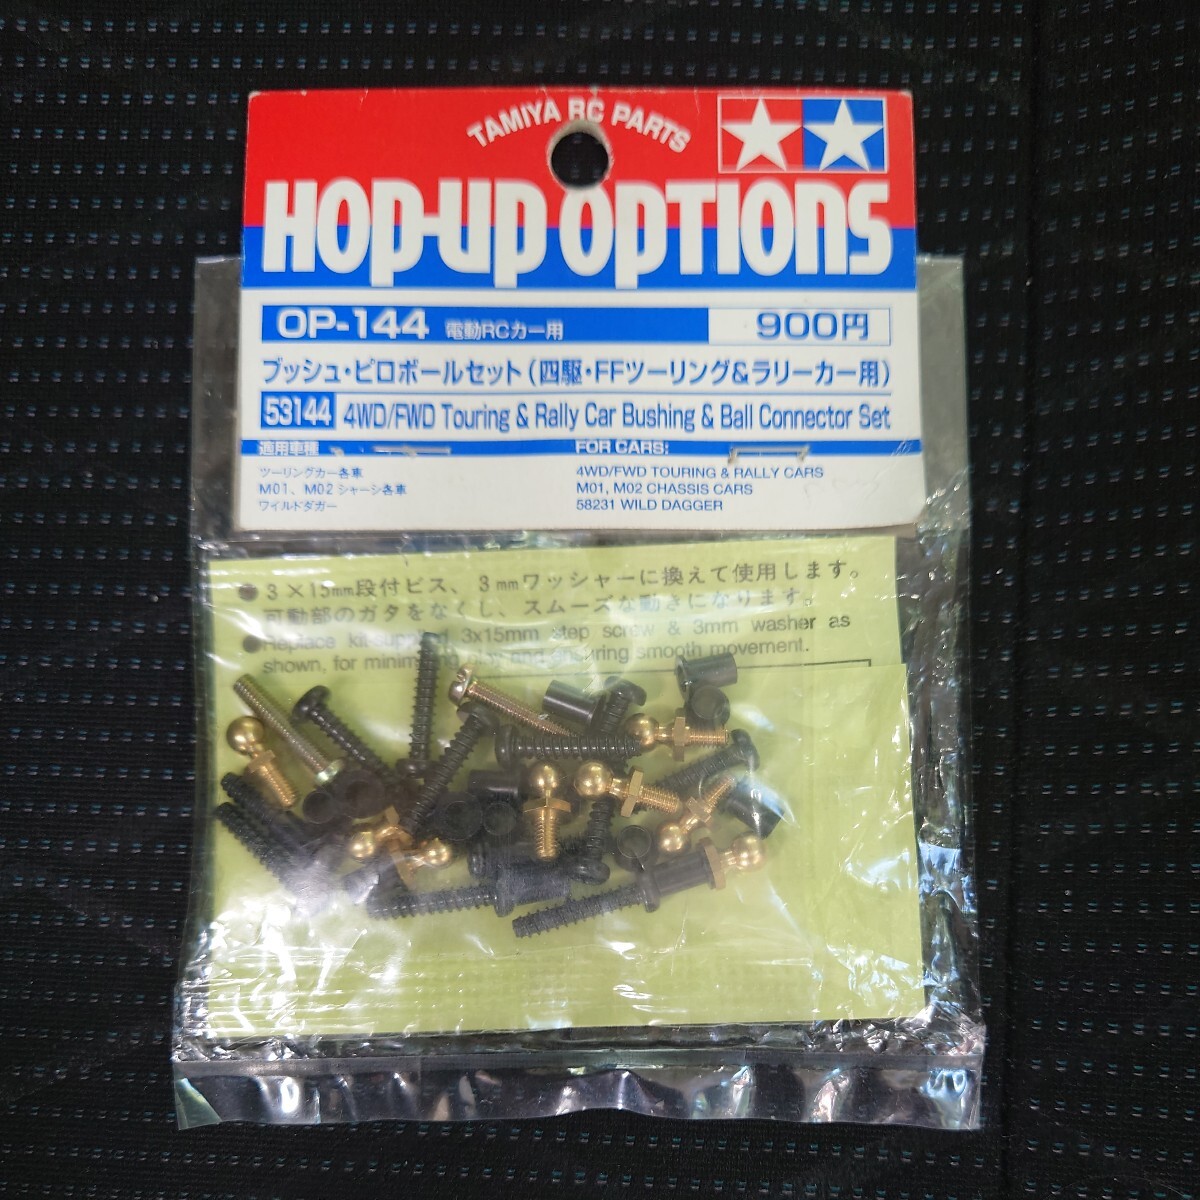 TAMIYA RC PARTS
HOP-UP OPTIONS
OP-144 電動RCカー用 900円
ブッシュ・ピロボールセット（四駆・FFツーリング&ラリーカー用）
53144 4WD/FWD Touring & Rally Car Bushing & Ball Connector Set
適用車種 FOR CARS:
ツーリングカー各車 4WD/FWD TOURING & RALLY CARS
M01、M02シャーシ各車 M01, M02 CHASSIS CARS
ワイルドダガー 58231 WILD DAGGER
●3×15mm段付ビス、3mmワッシャーに換えて使用します。
可動部のガタをなくし、スムーズな動きになります。
●Replace kit-supplied 3x15mm step screw & 3mm washer as
shown, for minimizing play and ensuring smooth movement.